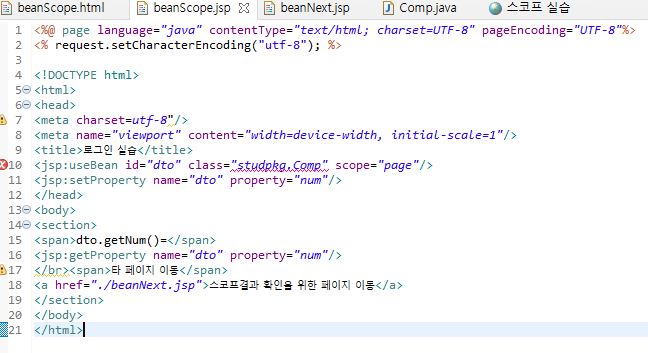 beanScope.html beanScope.jsp beanNext.jsp Comp.java 스코프 실습
1 <%@ page language="java" contentType="text/html; charset=UTF-8" pageEncoding="UTF-8"%>
2 <% request.setCharacterEncoding("utf-8"); %>
3
4 <!DOCTYPE html>
5 <html>
6 <head>
7 <meta charset=utf-8"/>
8 <meta name="viewport" content="width=device-width, initial-scale=1"/>
9 <title>로그인 실습</title>
10 <jsp:useBean id="dto" class="studpkg.Comp" scope="page"/>
11 <jsp:setProperty name="dto" property="num"/>
12 </head>
13 <body>
14 <section>
15 <span>dto.getNum()=</span>
16 <jsp:getProperty name="dto" property="num"/>
17 </br><span>타 페이지 이동</span>
18 <a href="./beanNext.jsp">스코프결과 확인을 위한 페이지 이동</a>
19 </section>
20 </body>
21 </html>